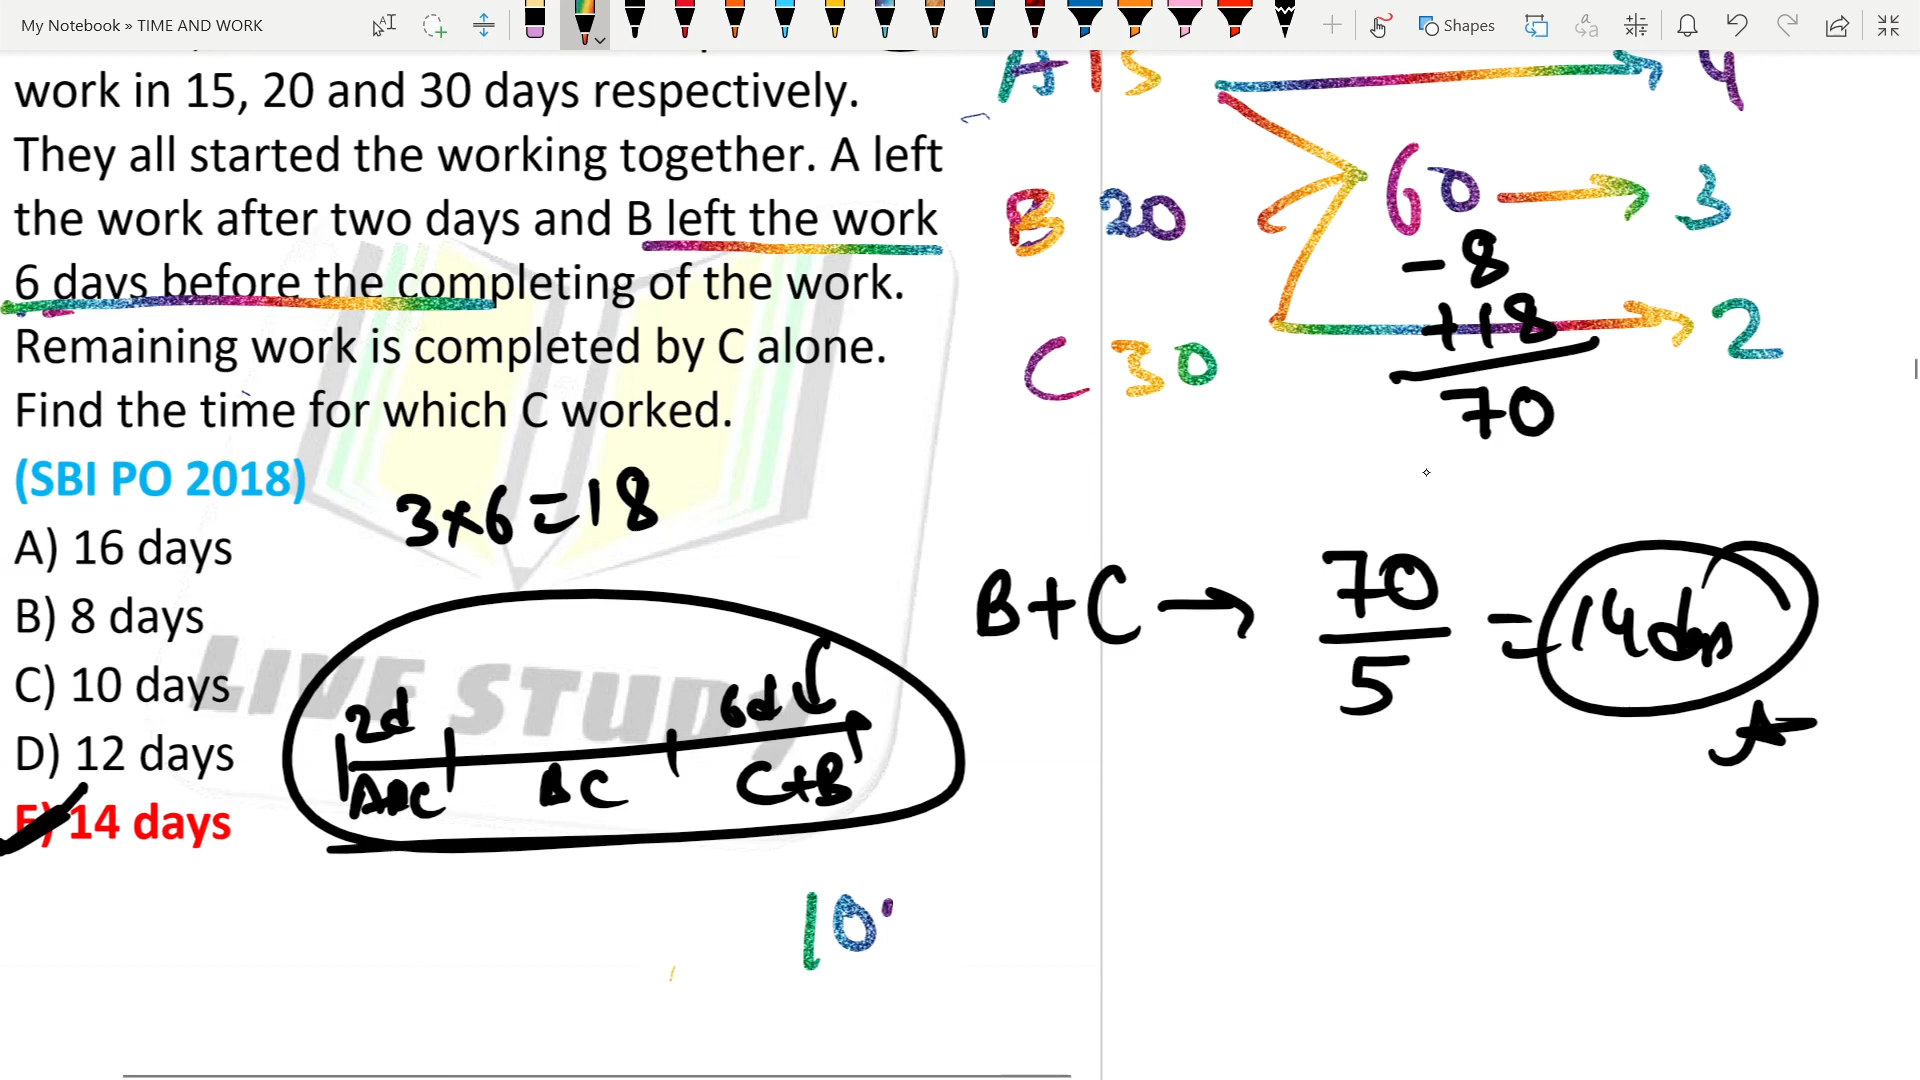 My Notebook » TIME AND WORK
Shapes
work in 15, 20 and 30 days respectively.
They all started the working together. A left
the work after two days and B left the work
6 days before the completing of the work.
Remaining work is completed by C alone.
Find the time for which C worked.
(SBI PO 2018)
A) 16 days
B) 8 days
C) 10 days
D) 12 days
E) 14 days
3×6=18
2d 6d
ABC BC C+B
LIVE STUDY
10
A 15 4
B 20 60 3
-8
+18
C 30 2
70
B+C → 70/5 = 14 days